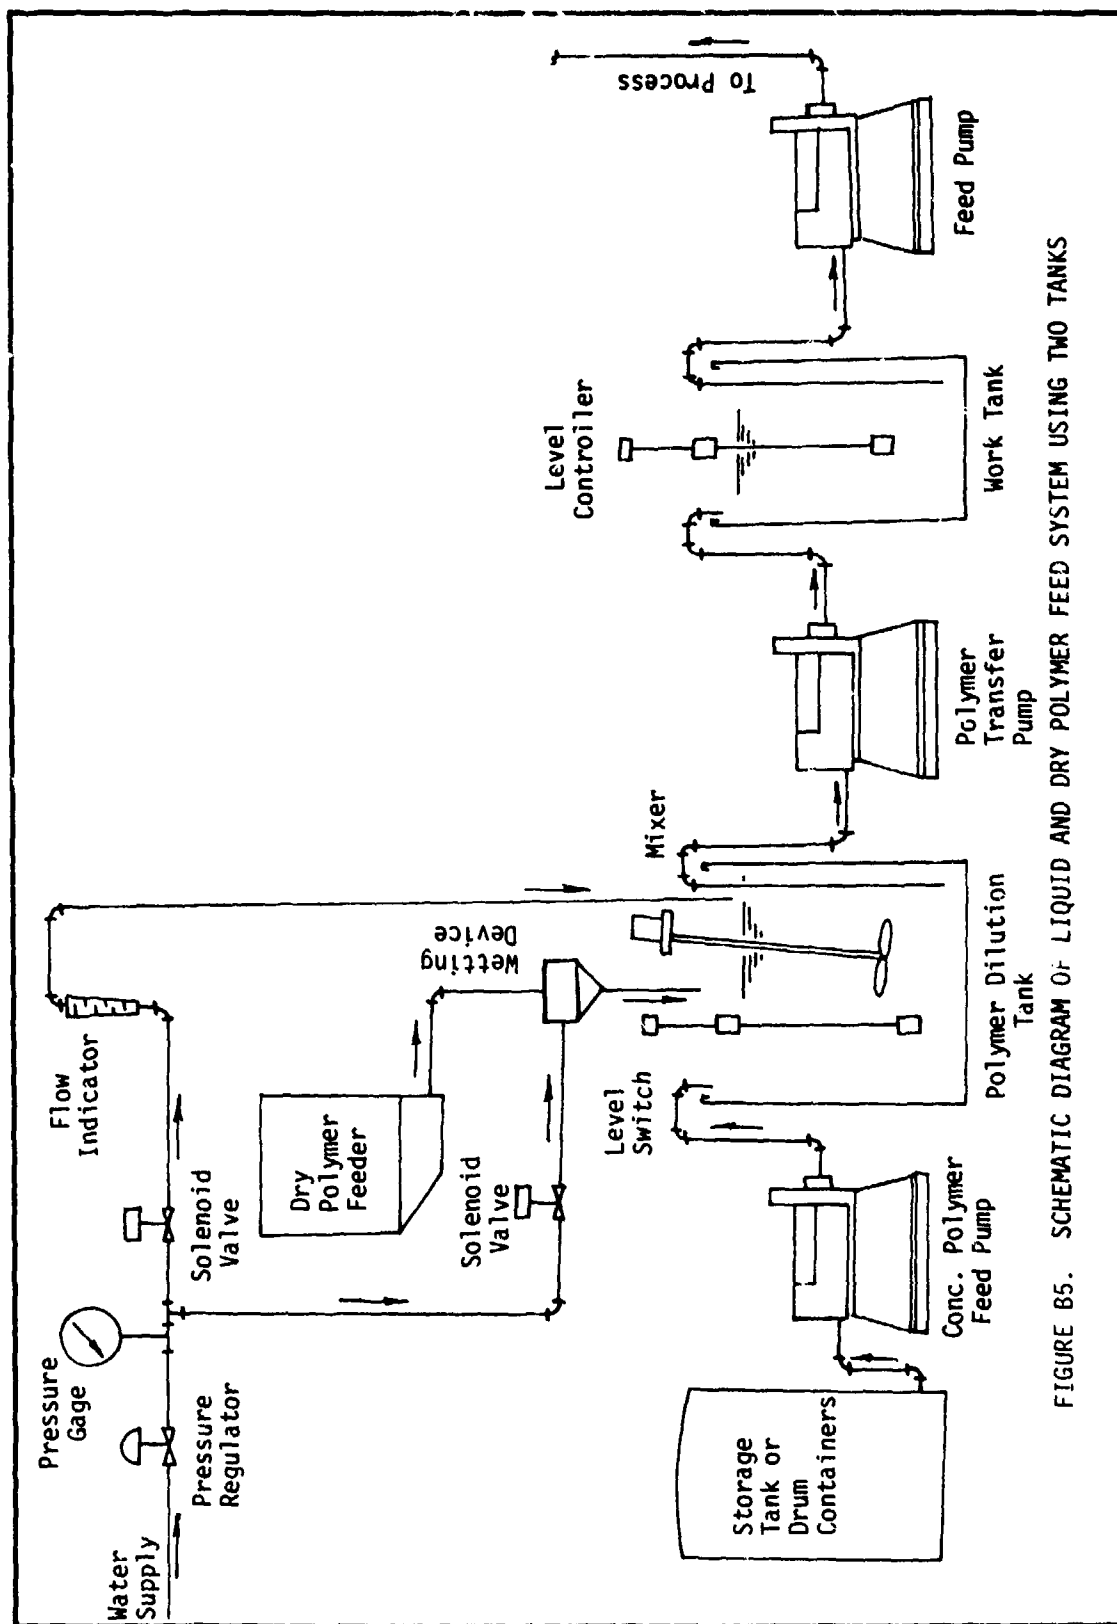 Water
Supply
Pressure
Gage
Pressure
Regulator
Solenoid
Valve
Flow
Indicator
Dry
Polymer
Feeder
Solenoid
Valve
Wetting
Device
Storage
Tank or
Drum
Containers
Conc. Polymer
Feed Pump
Level
Switch
Mixer
Polymer Dilution
Tank
Polymer
Transfer
Pump
Level
Controller
Work Tank
Feed Pump
To Process
FIGURE B5. SCHEMATIC DIAGRAM OF LIQUID AND DRY POLYMER FEED SYSTEM USING TWO TANKS